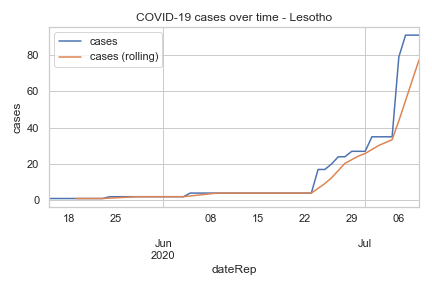 COVID-19 cases over time - Lesotho
cases
cases (rolling)
cases
80
60
40
20
0
18 25 08 15 22 29 06
Jun Jul
2020
dateRep